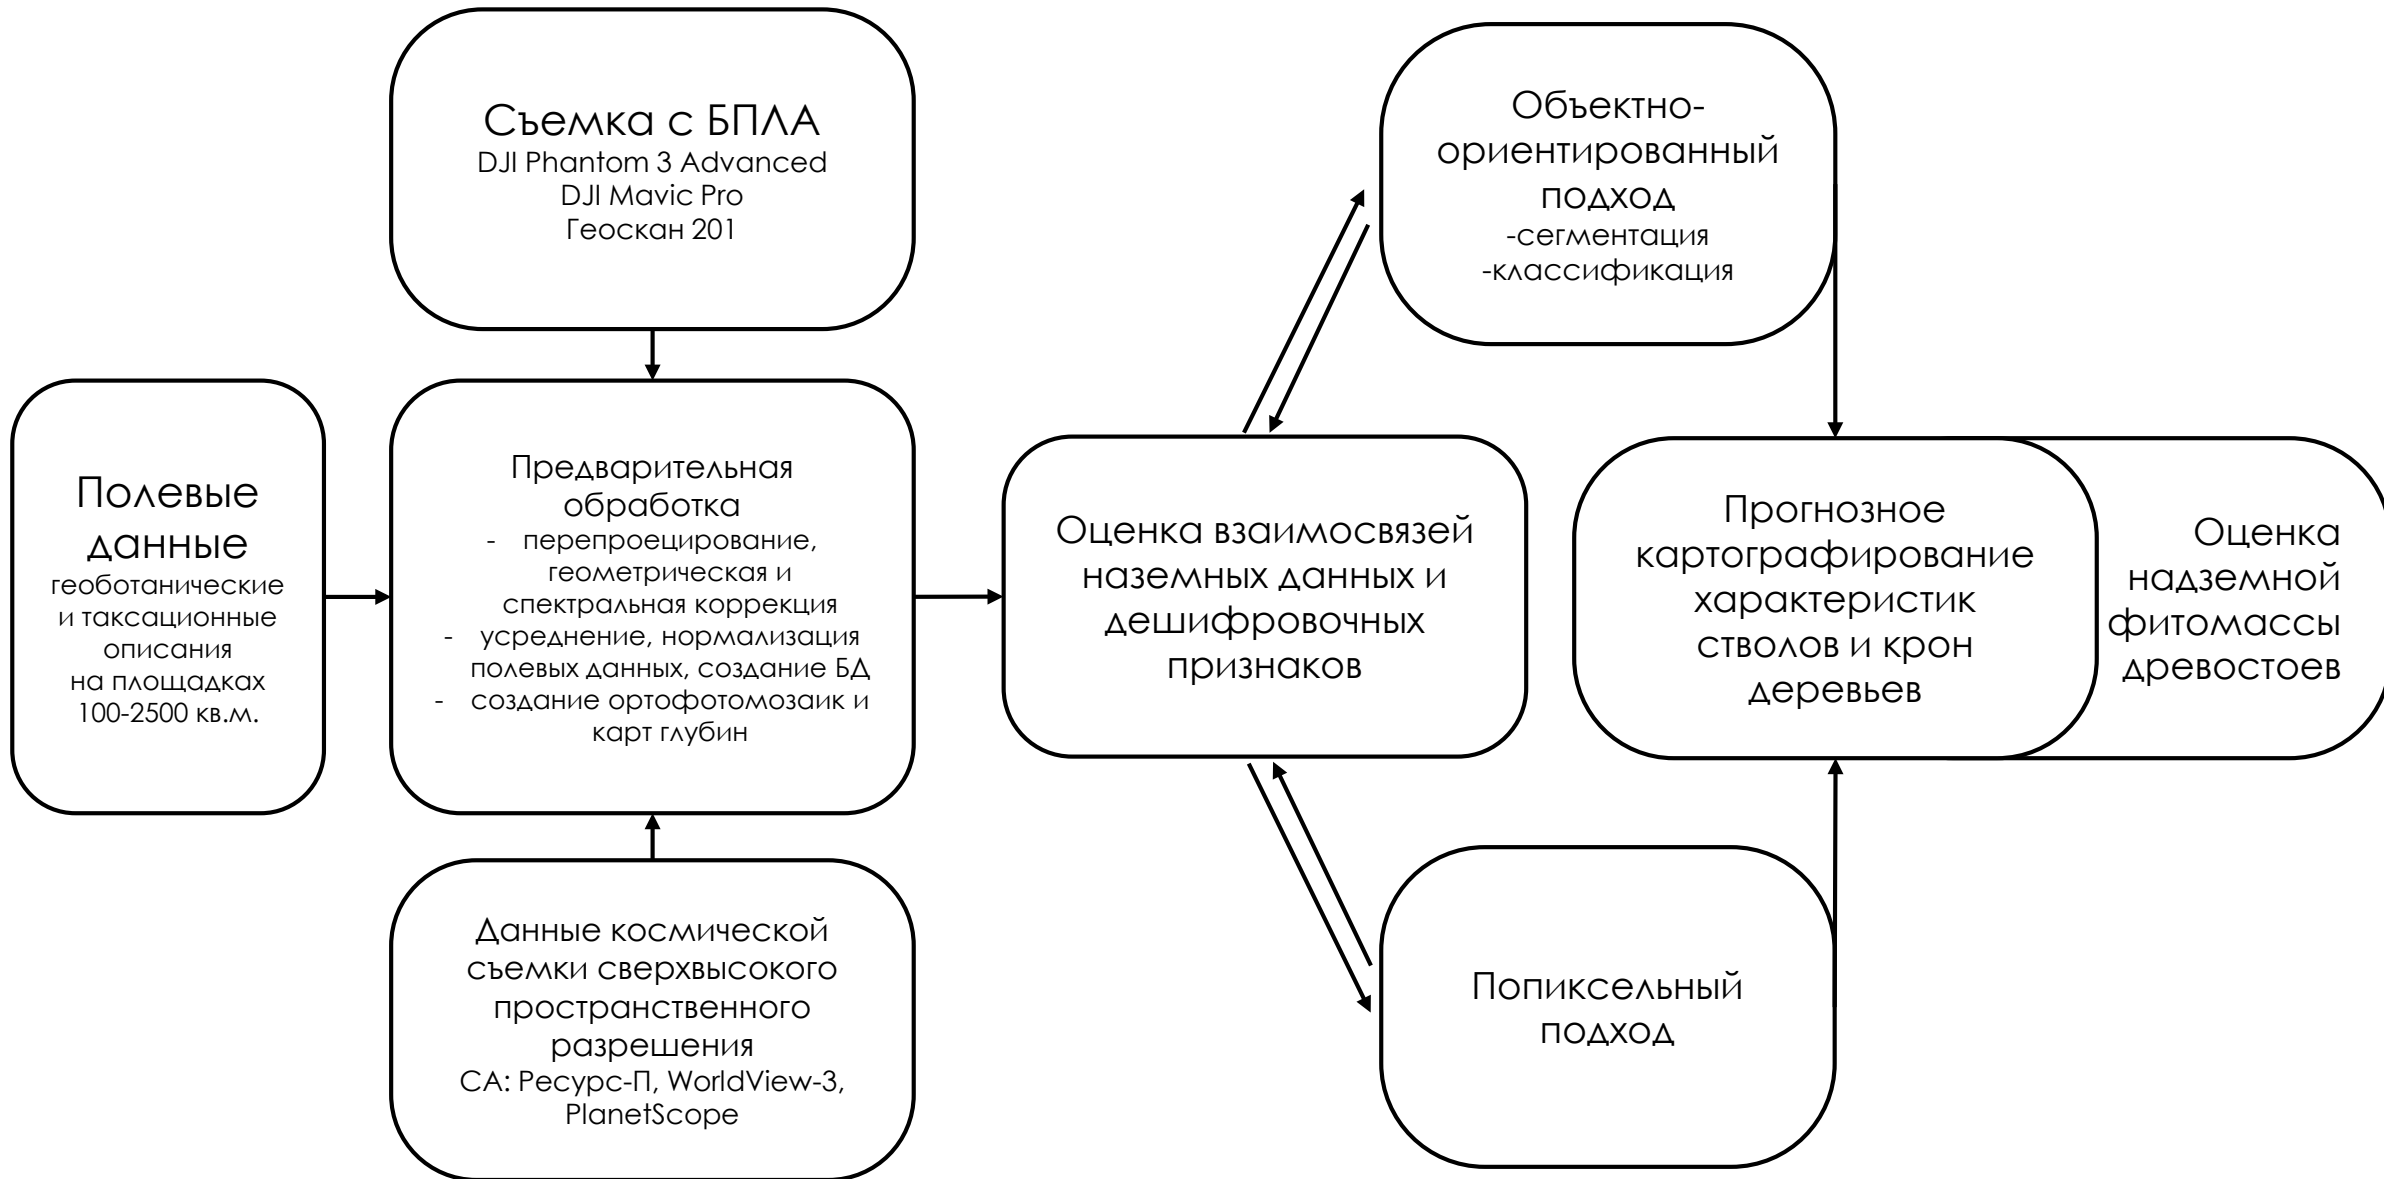 Съемка с БПЛА
DJI Phantom 3 Advanced
DJI Mavic Pro
Геоскан 201
Полевые
данные
геоботанические
и таксационные
описания
на площадках
100-2500 кв.м.
Предварительная
обработка
- перепроецирование,
геометрическая и
спектральная коррекция
- усреднение, нормализация
полевых данных, создание БД
- создание ортофотомозаик и
карт глубин
Данные космической
съемки сверхвысокого
пространственного
разрешения
СА: Ресурс-П, WorldView-3,
PlanetScope
Оценка взаимосвязей
наземных данных и
дешифровочных
признаков
Объектно-
ориентированный
подход
-сегментация
-классификация
Попиксельный
подход
Прогнозное
картографирование
характеристик
стволов и крон
деревьев
Оценка
надземной
фитомассы
древостоев